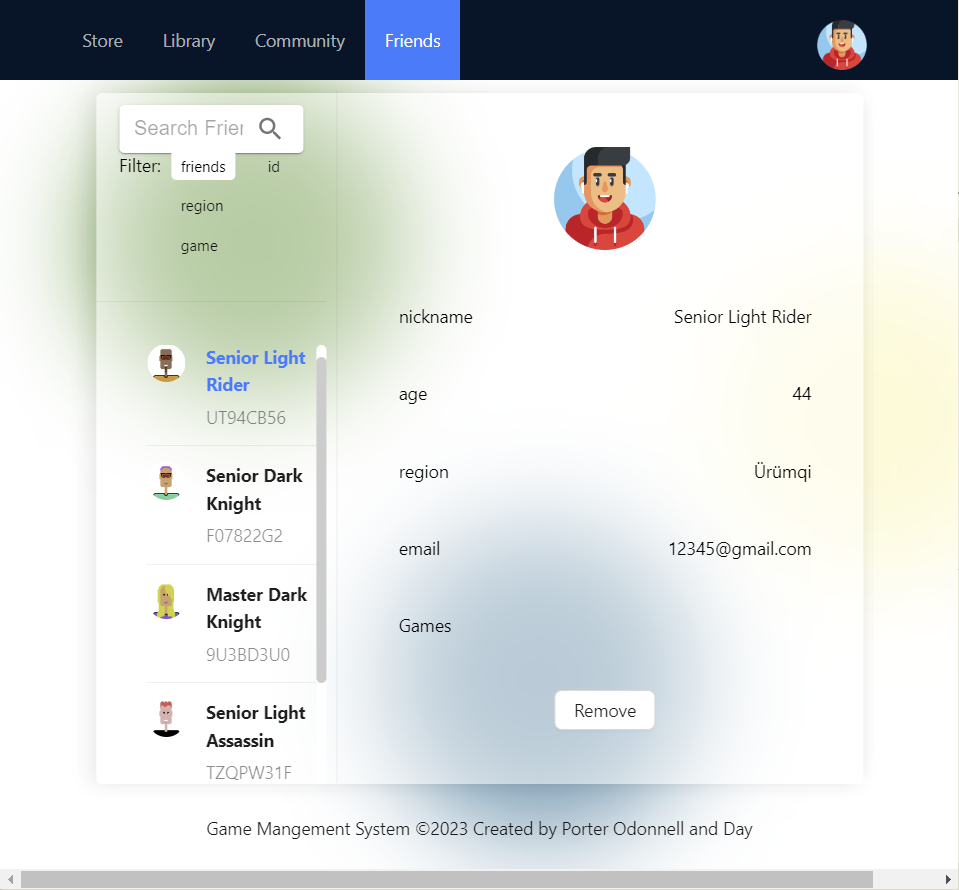 Store Library Community Friends
Search Frier
Filter: friends id
region
game
Senior Light
Rider
UT94CB56
Senior Dark
Knight
F07822G2
Master Dark
Knight
9U3BD3U0
Senior Light
Assassin
TZQPW31F
nickname Senior Light Rider
age 44
region Ürümqi
email 12345@gmail.com
Games
Remove
Game Mangement System ©2023 Created by Porter Odonnell and Day